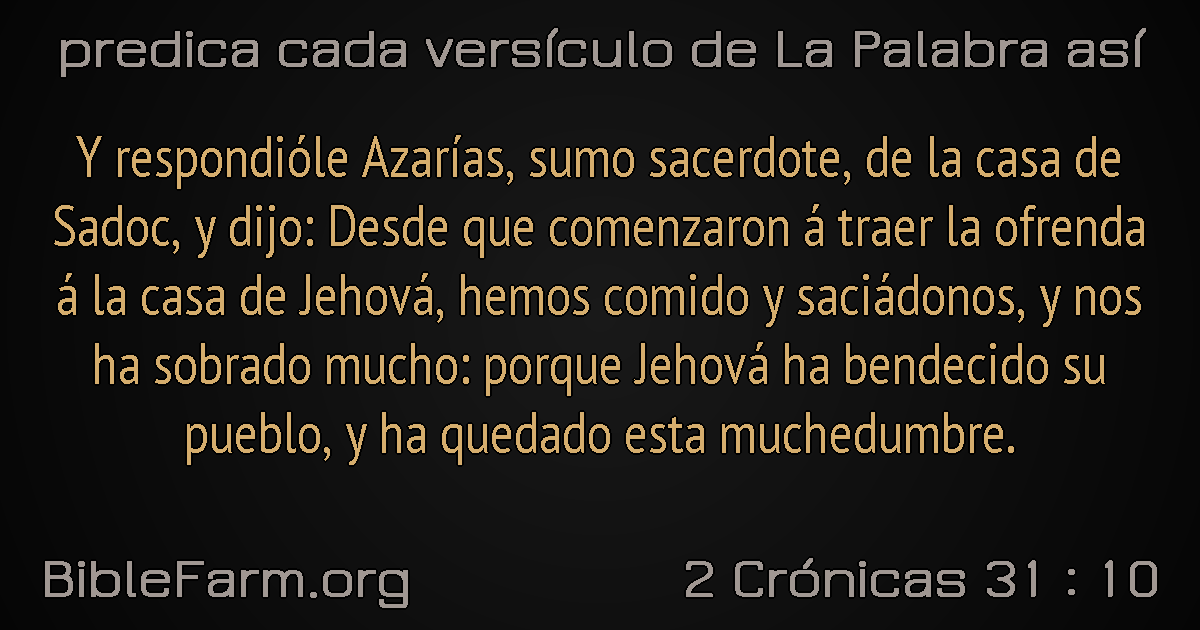 predica cada versículo de La Palabra así
Y respondióle Azarías, sumo sacerdote, de la casa de
Sadoc, y dijo: Desde que comenzaron á traer la ofrenda
á la casa de Jehová, hemos comido y saciádonos, y nos
ha sobrado mucho: porque Jehová ha bendecido su
pueblo, y ha quedado esta muchedumbre.
BibleFarm.org
2 Crónicas 31 : 10